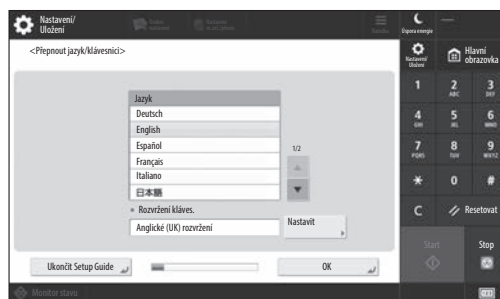 Nastavení/
Uložení
Úspora energie
<Přepnout jazyk/klávesnici>
Nastavení/
Uložení
Hlavní
obrazovka
Jazyk
Deutsch
English
Español
Français
Italiano
日本語
1/2
1
2
ABC
3
DEF
4
GHI
5
JKL
6
MNO
7
PQRS
8
TUV
9
WXYZ
*
0
#
• Rozvržení kláves.
Anglické (UK) rozvržení
Nastavit
C
Resetovat
Start
Stop
Ukončit Setup Guide
OK
Monitor stavu